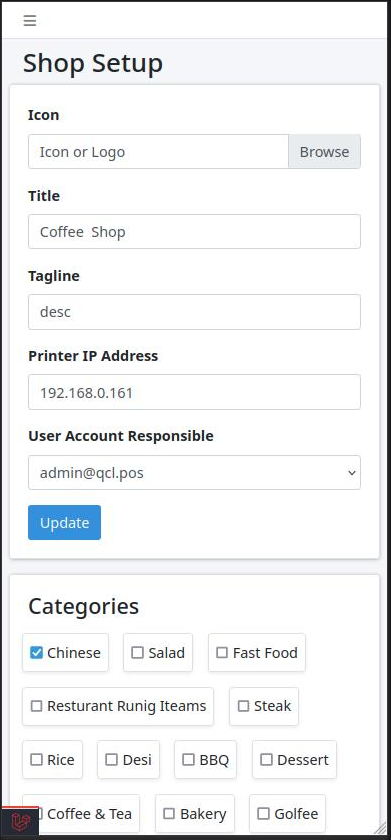 Shop Setup
Icon
Icon or Logo Browse
Title
Coffee Shop
Tagline
desc
Printer IP Address
192.168.0.161
User Account Responsible
admin@qcl.pos
Update
Categories
Chinese Salad Fast Food
Resturant Runig Iteams Steak
Rice Desi BBQ Dessert
Coffee & Tea Bakery Golfee